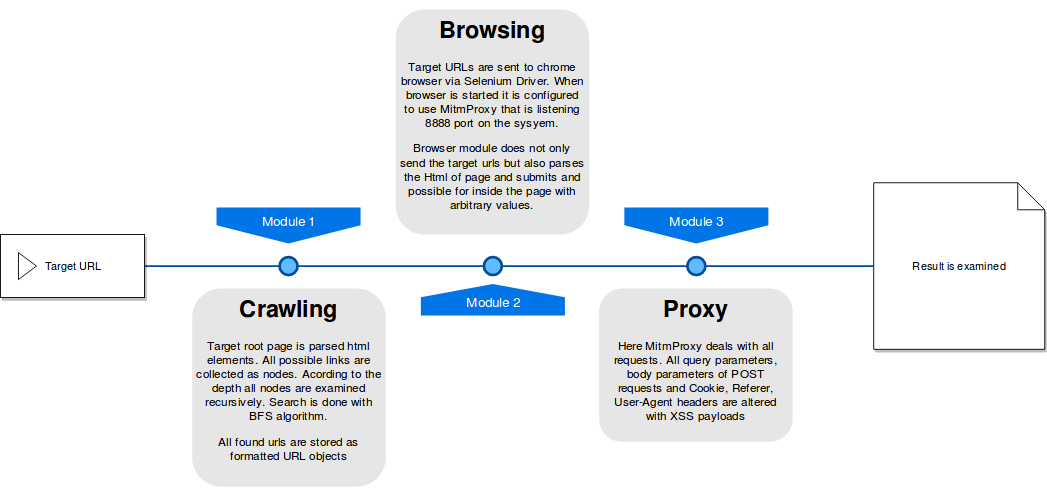 Target URL
Module 1
Crawling
Target root page is parsed html
elements. All possible links are
collected as nodes. Acording to the
depth all nodes are examined
recursively. Search is done with
BFS algorithm.
All found urls are stored as
formatted URL objects
Browsing
Target URLs are sent to chrome
browser via Selenium Driver. When
browser is started it is configured
to use MitmProxy that is listening
8888 port on the sysyem.
Browser module does not only
send the target urls but also parses
the Html of page and submits and
possible for inside the page with
arbitrary values.
Module 2
Module 3
Proxy
Here MitmProxy deals with all
requests. All query parameters,
body parameters of POST
requests and Cookie, Referer,
User-Agent headers are altered
with XSS payloads
Result is examined